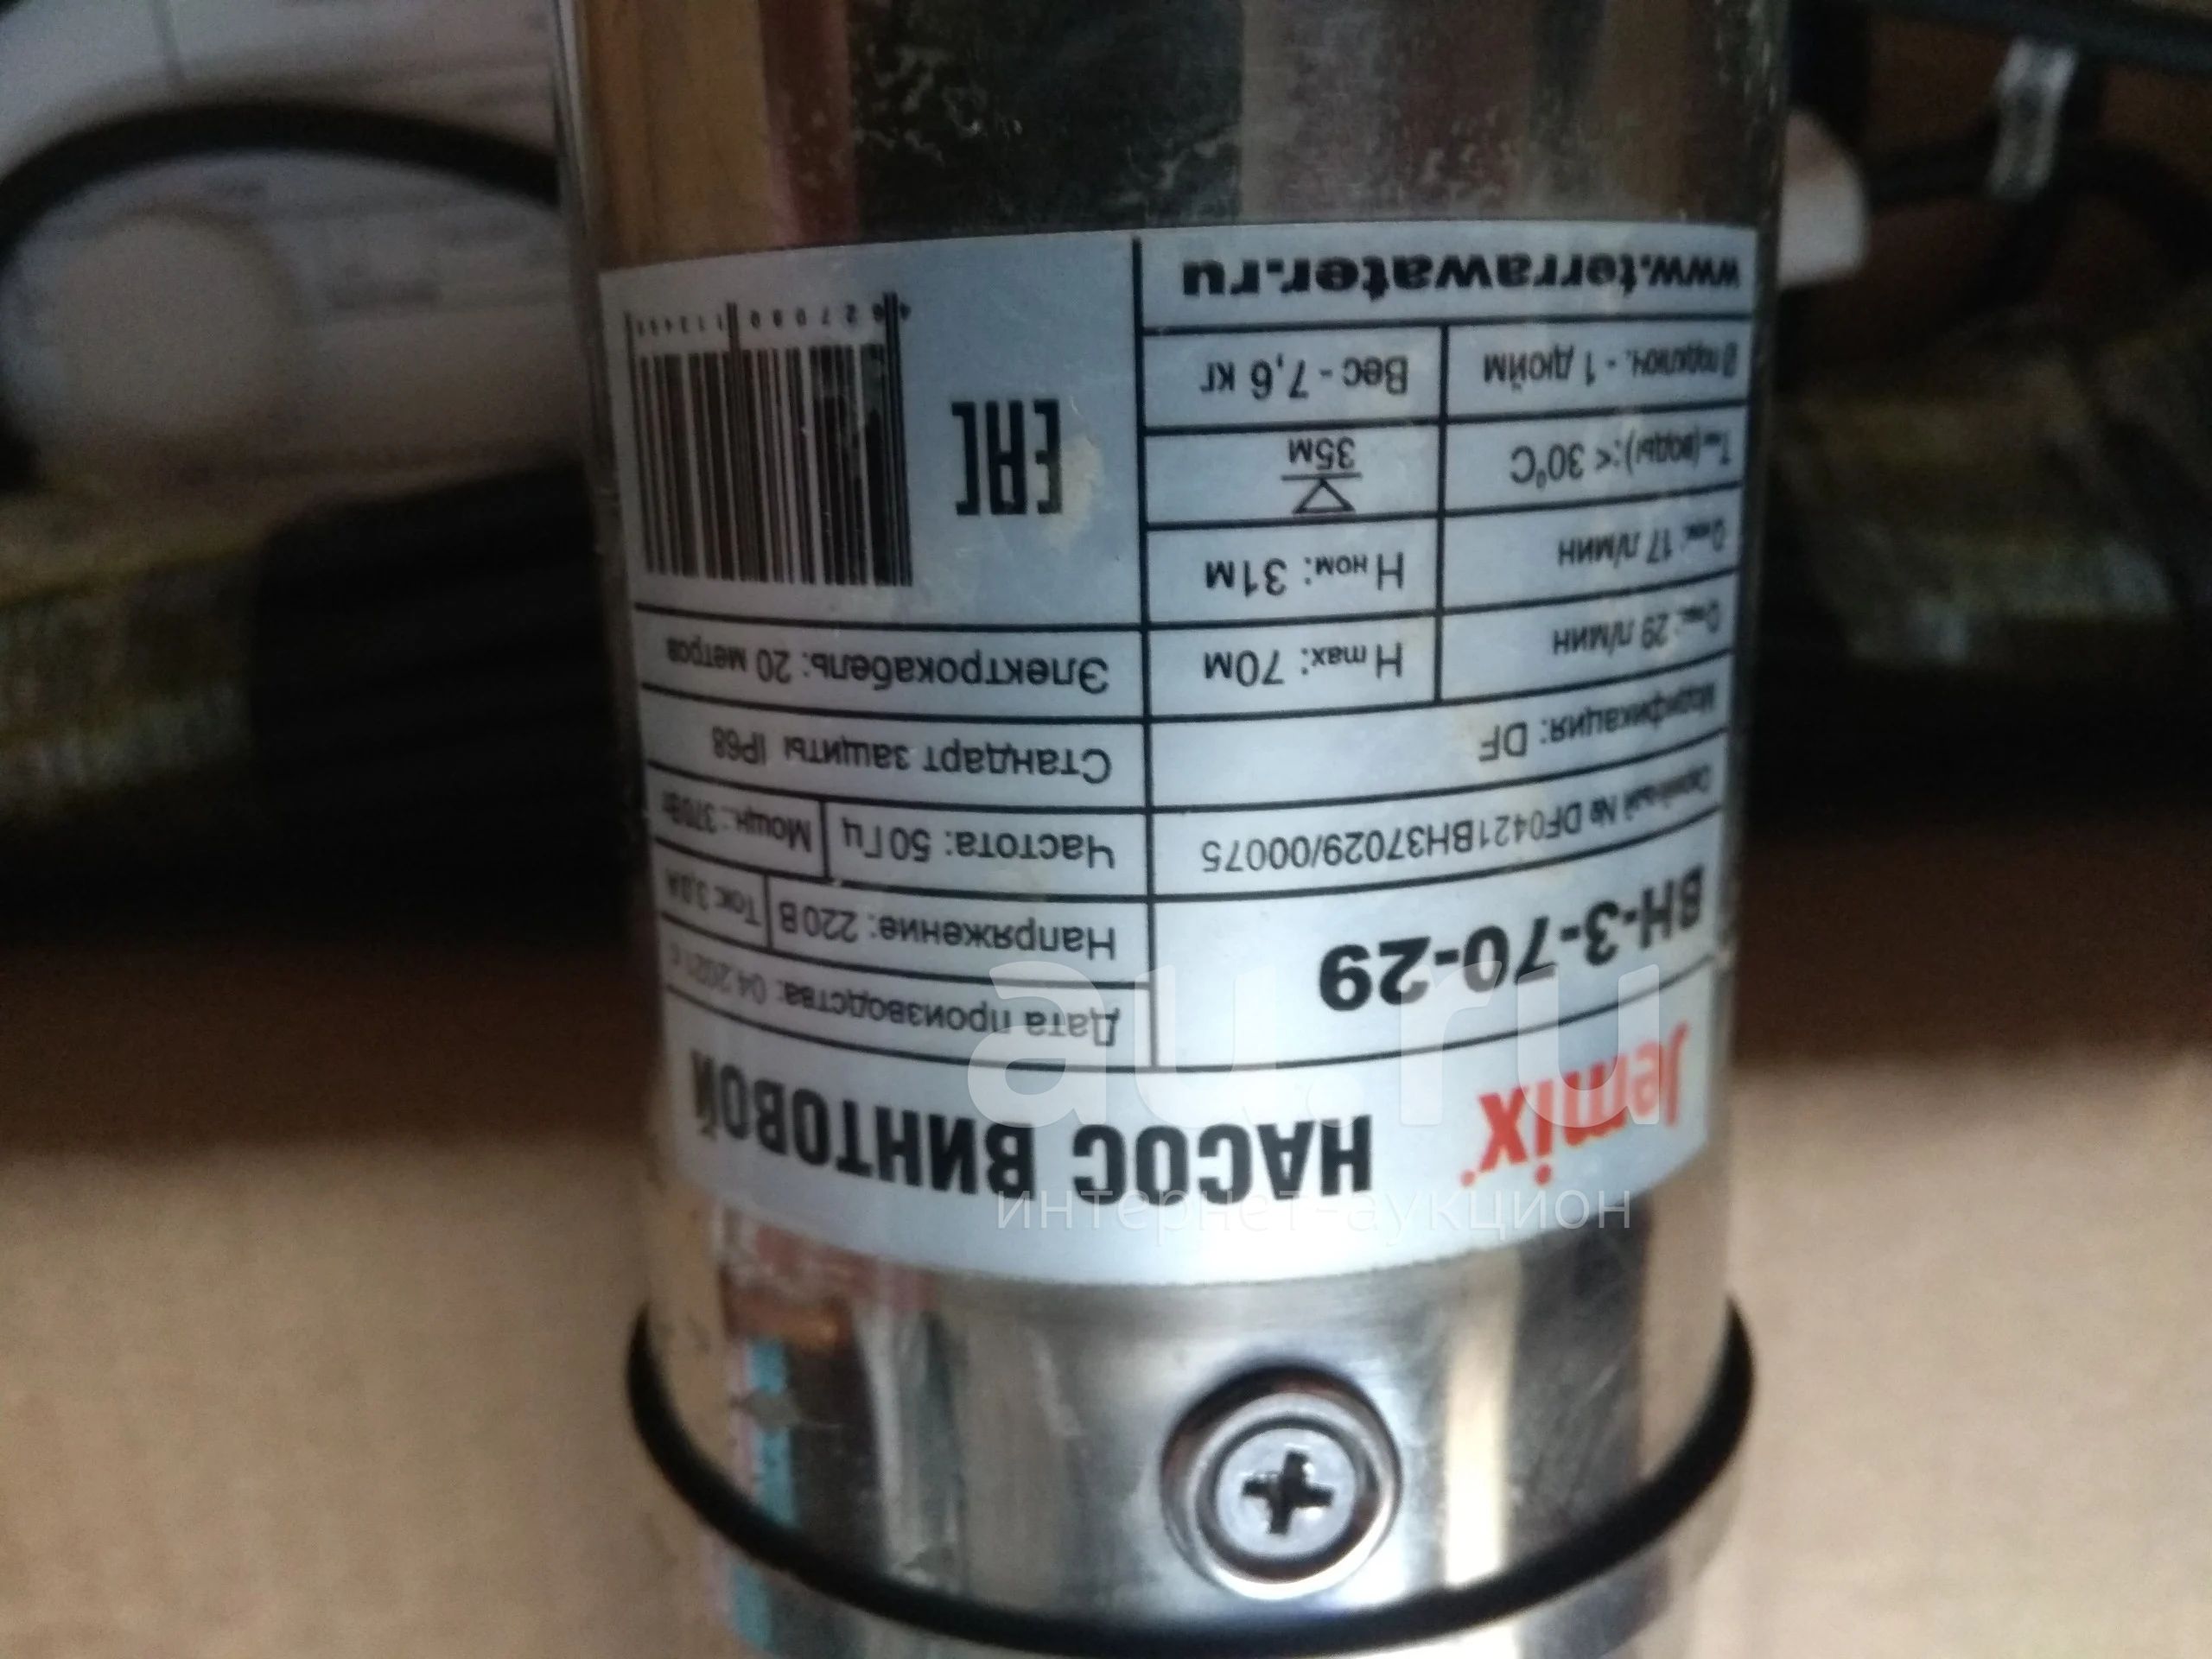 Jemix® НАСОС ВИНТОВОЙ
ВН-3-70-29
Серийный № DF0421BH37029/00075
Модификация: DF
Q max: 29 л/мин H max: 70м
Q ном: 17 л/мин H ном: 31м
T max (воды): < 30°C 35м
Ø подключ. - 1 дюйм Вес - 7,6 кг
www.terrawater.ru
Дата производства: 04.2021 г.
Напряжение: 220В Ток:
Частота: 50Гц Мощн.: 370Вт
Стандарт защиты IP68
Электрокабель: 20 метров
EAC
au.ru
интернет-аукцион